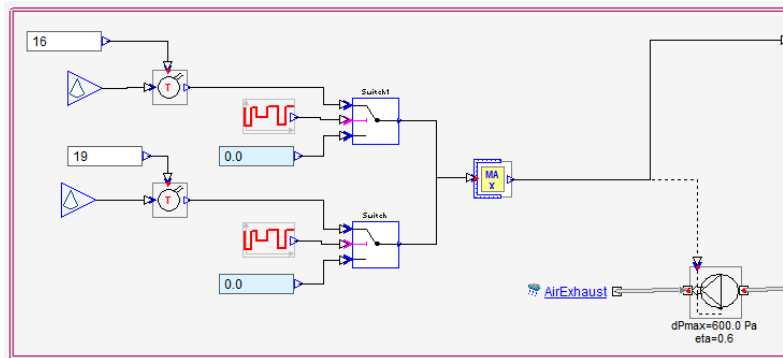 16
T
Switch1
0.0
19
MA
X
T
Switch
0.0
AirExhaust
dPmax=600.0 Pa
eta=0.6